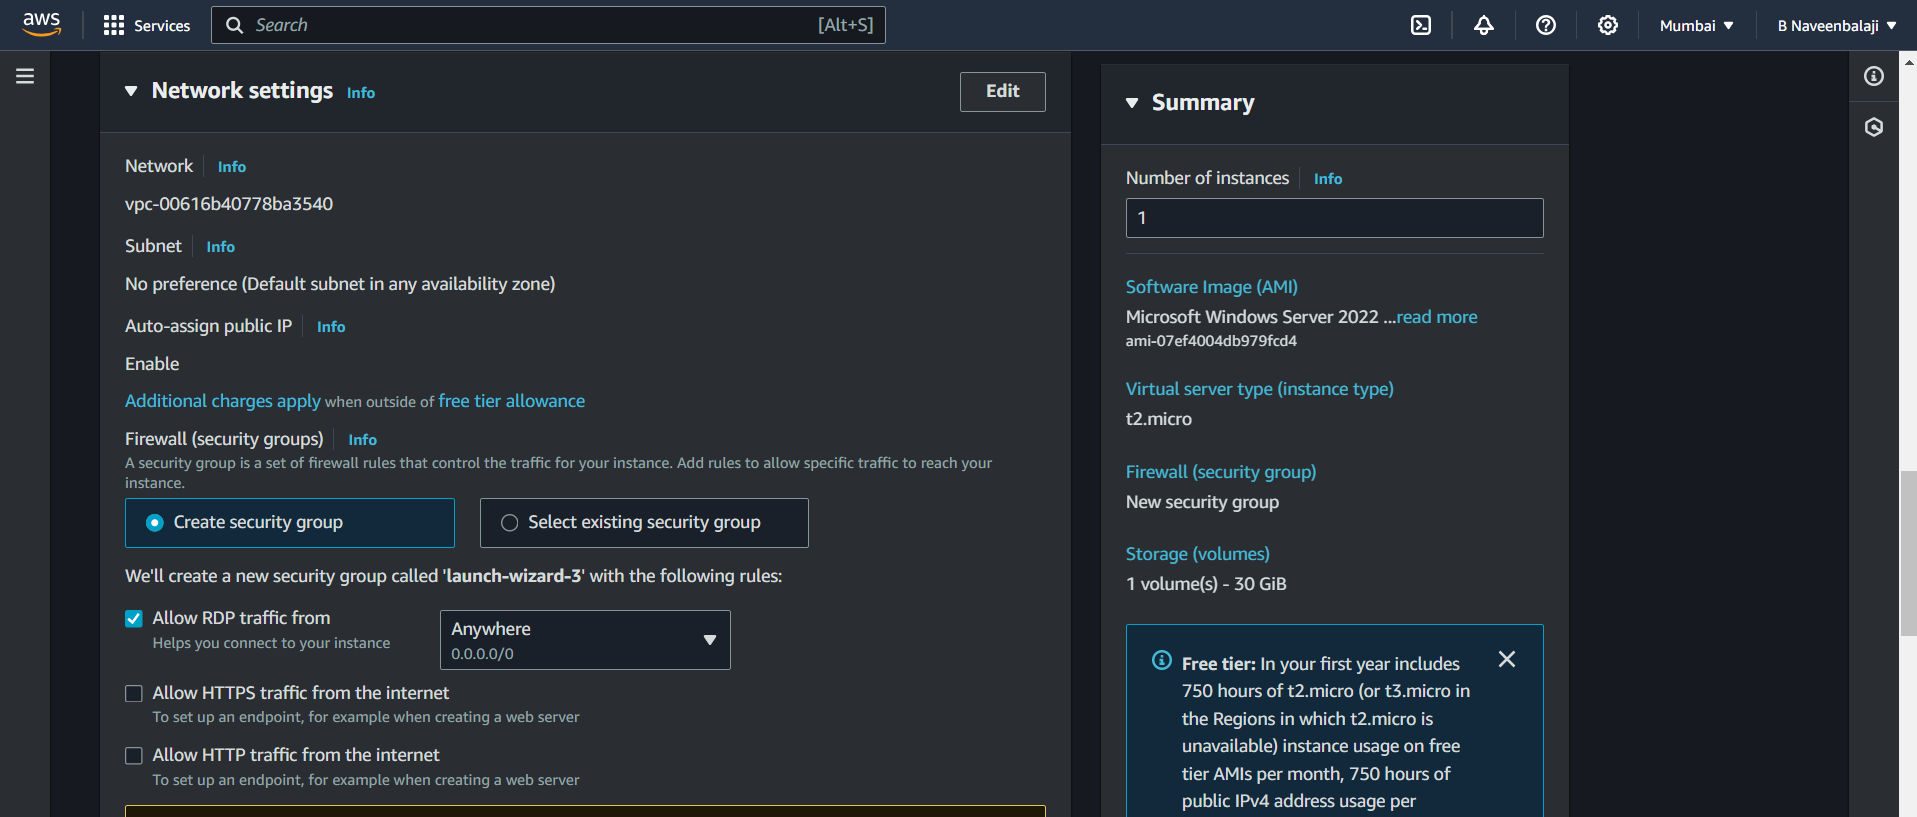 aws Services Search [Alt+S] Mumbai B Naveenbalaji
Network settings Info Edit
Network Info
vpc-00616b40778ba3540
Subnet Info
No preference (Default subnet in any availability zone)
Auto-assign public IP Info
Enable
Additional charges apply when outside of free tier allowance
Firewall (security groups) Info
A security group is a set of firewall rules that control the traffic for your instance. Add rules to allow specific traffic to reach your
instance.
Create security group Select existing security group
We'll create a new security group called 'launch-wizard-3' with the following rules:
Allow RDP traffic from
Helps you connect to your instance
Anywhere
0.0.0.0/0
Allow HTTPS traffic from the internet
To set up an endpoint, for example when creating a web server
Allow HTTP traffic from the internet
To set up an endpoint, for example when creating a web server
Summary
Number of instances Info
1
Software Image (AMI)
Microsoft Windows Server 2022 ...read more
ami-07ef4004db979fcd4
Virtual server type (instance type)
t2.micro
Firewall (security group)
New security group
Storage (volumes)
1 volume(s) - 30 GiB
Free tier: In your first year includes
750 hours of t2.micro (or t3.micro in
the Regions in which t2.micro is
unavailable) instance usage on free
tier AMIs per month, 750 hours of
public IPv4 address usage per